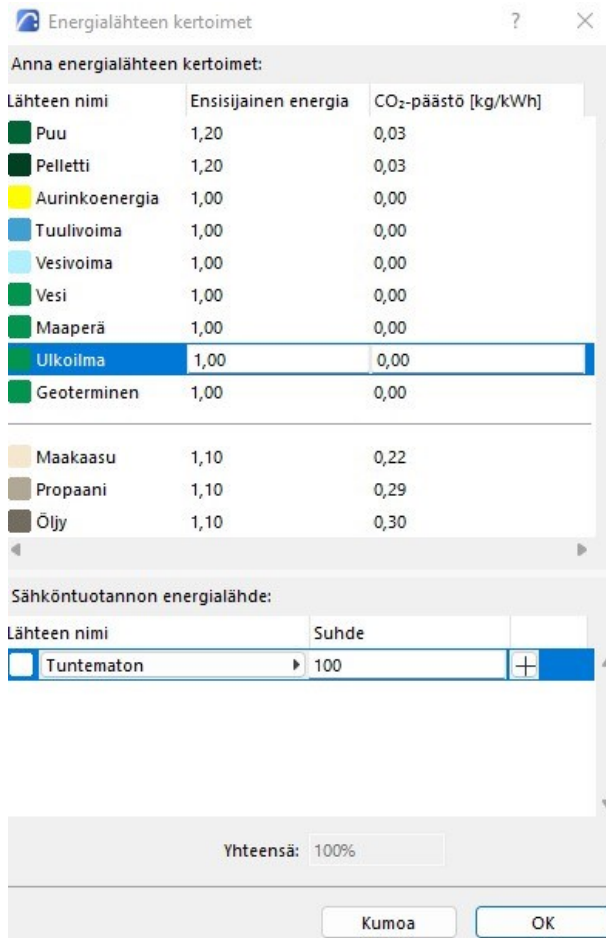 Energialähteen kertoimet ?
Anna energialähteen kertoimet:
Lähteen nimi Ensisijainen energia CO₂-päästö [kg/kWh]
Puu 1,20 0,03
Pelletti 1,20 0,03
Aurinkoenergia 1,00 0,00
Tuulivoima 1,00 0,00
Vesivoima 1,00 0,00
Vesi 1,00 0,00
Maaperä 1,00 0,00
Ulkoilma 1,00 0,00
Geoterminen 1,00 0,00
Maakaasu 1,10 0,22
Propaani 1,10 0,29
Öljy 1,10 0,30
Sähköntuotannon energialähde:
Lähteen nimi Suhde
Tuntematon 100
Yhteensä: 100%
Kumoa OK